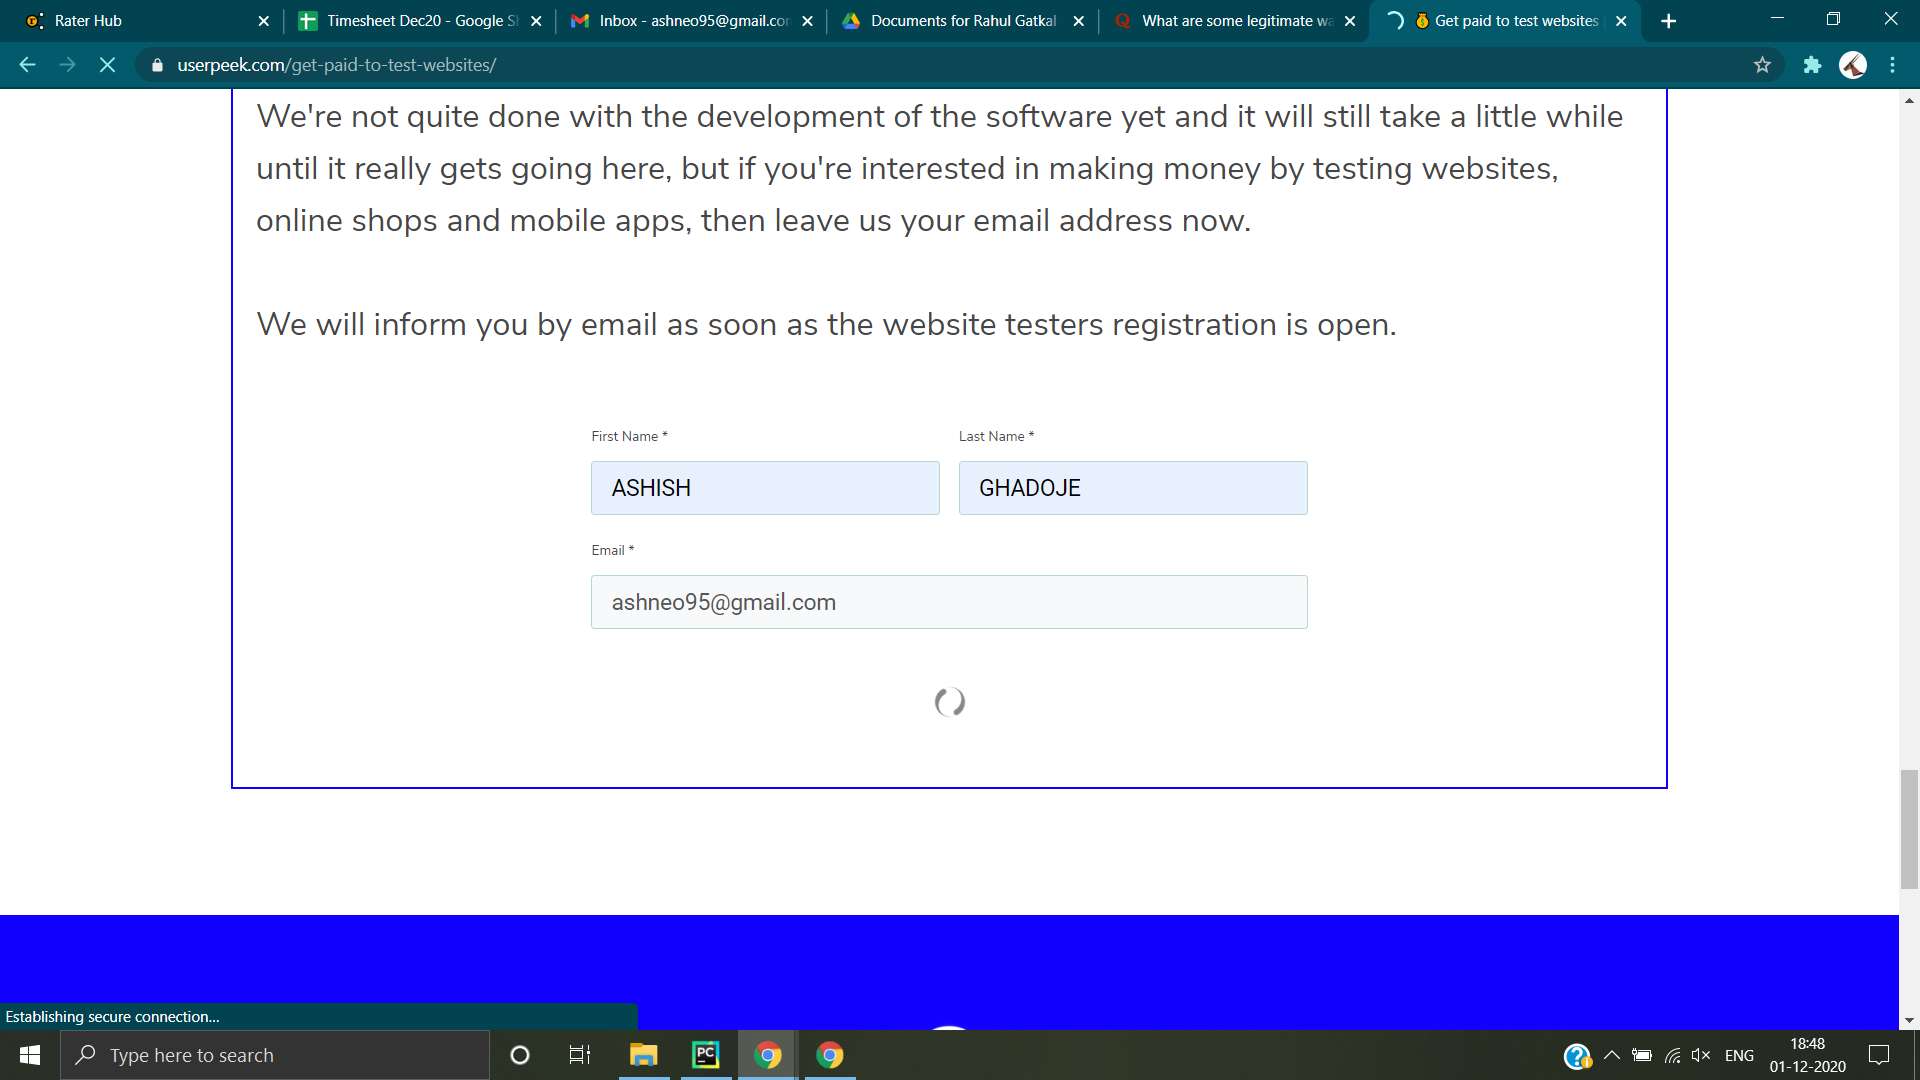 Rater Hub
Timesheet Dec20 - Google S
Inbox - ashneo95@gmail.co
Documents for Rahul Gatkal
What are some legitimate wa
Get paid to test websites
userpeek.com/get-paid-to-test-websites/
We're not quite done with the development of the software yet and it will still take a little while
until it really gets going here, but if you're interested in making money by testing websites,
online shops and mobile apps, then leave us your email address now.
We will inform you by email as soon as the website testers registration is open.
First Name *
Last Name *
ASHISH
GHADOJE
Email *
ashneo95@gmail.com
Establishing secure connection...
Type here to search
PC
ENG
18:48
01-12-2020